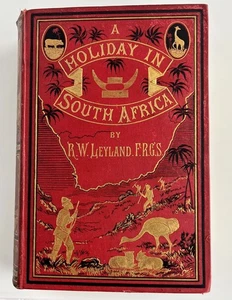 A
HOLIDAY IN
SOUTH AFRICA
BY
R.W. LEYLAND. F.R.G.S.